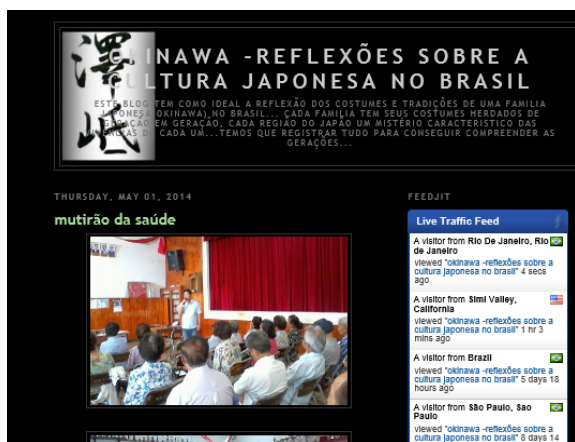 澤
岻
OKINAWA -REFLEXÕES SOBRE A
CULTURA JAPONESA NO BRASIL
ESTE BLOG TEM COMO IDEAL A REFLEXÃO DOS COSTUMES E TRADIÇÕES DE UMA FAMILIA
JAPONESA(OKINAWA) NO BRASIL... CADA FAMÍLIA TEM SEUS COSTUMES HERDADOS DE
GERAÇÃO EM GERAÇÃO, CADA REGIÃO DO JAPÃO UM MISTÉRIO CARACTERISTICO DAS
VIVÊNCIAS DE CADA UM...TEMOS QUE REGISTRAR TUDO PARA CONSEGUIR COMPREENDER AS
GERAÇÕES...
THURSDAY, MAY 01, 2014
mutirão da saúde
FEEDJIT
Live Traffic Feed
A visitor from Rio De Janeiro, Rio
de Janeiro
viewed "okinawa -reflexões sobre a
cultura japonesa no brasil" 4 secs
ago
A visitor from Simi Valley,
California
viewed "okinawa -reflexões sobre a
cultura japonesa no brasil" 1 hr 3
mins ago
A visitor from Brazil
viewed "okinawa -reflexões sobre a
cultura japonesa no brasil" 5 days 18
hours ago
A visitor from São Paulo, Sao
Paulo
viewed "okinawa -reflexões sobre a
cultura japonesa no brasil" 8 days 14